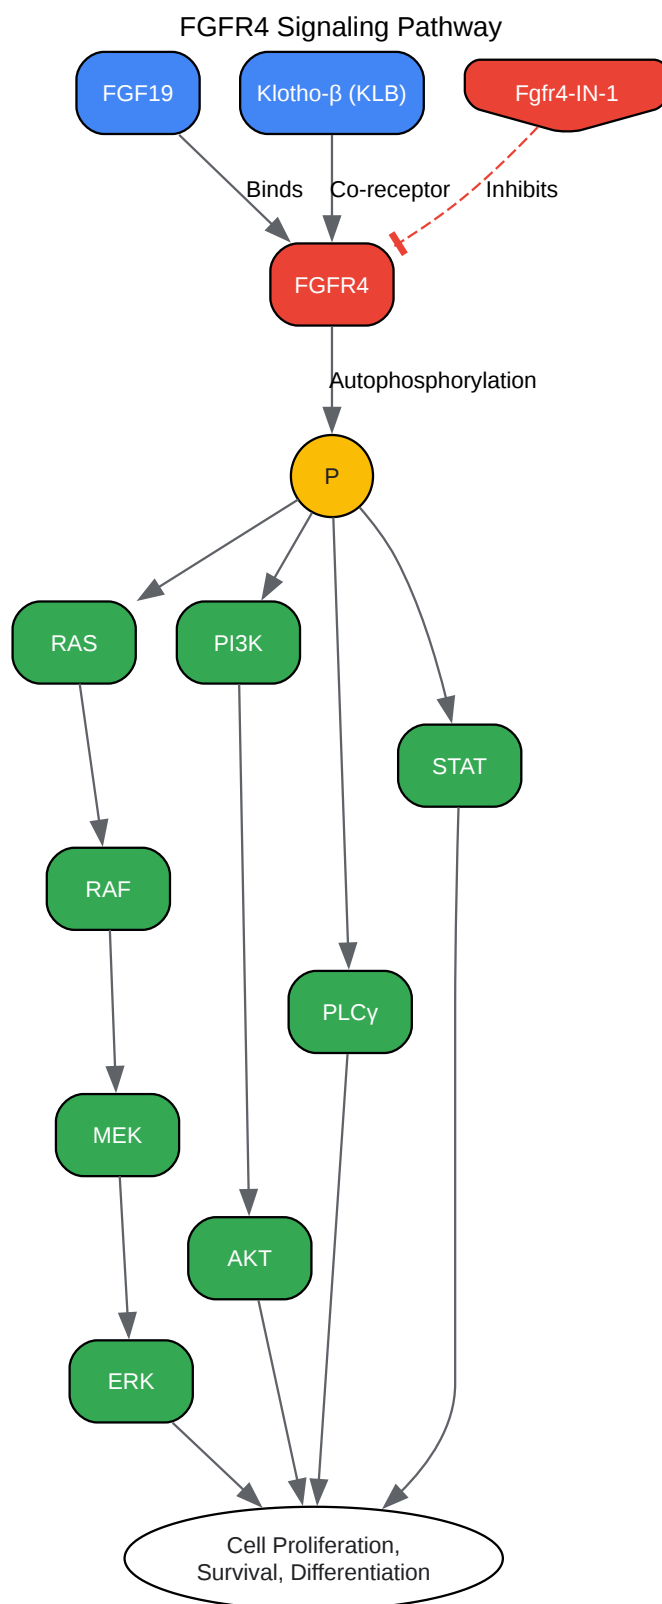 FGFR4 Signaling Pathway
FGF19
Klotho-β (KLB)
Fgfr4-IN-1
Binds
Co-receptor
Inhibits
FGFR4
Autophosphorylation
P
RAS
PI3K
STAT
RAF
PLCγ
MEK
AKT
ERK
Cell Proliferation,
Survival, Differentiation